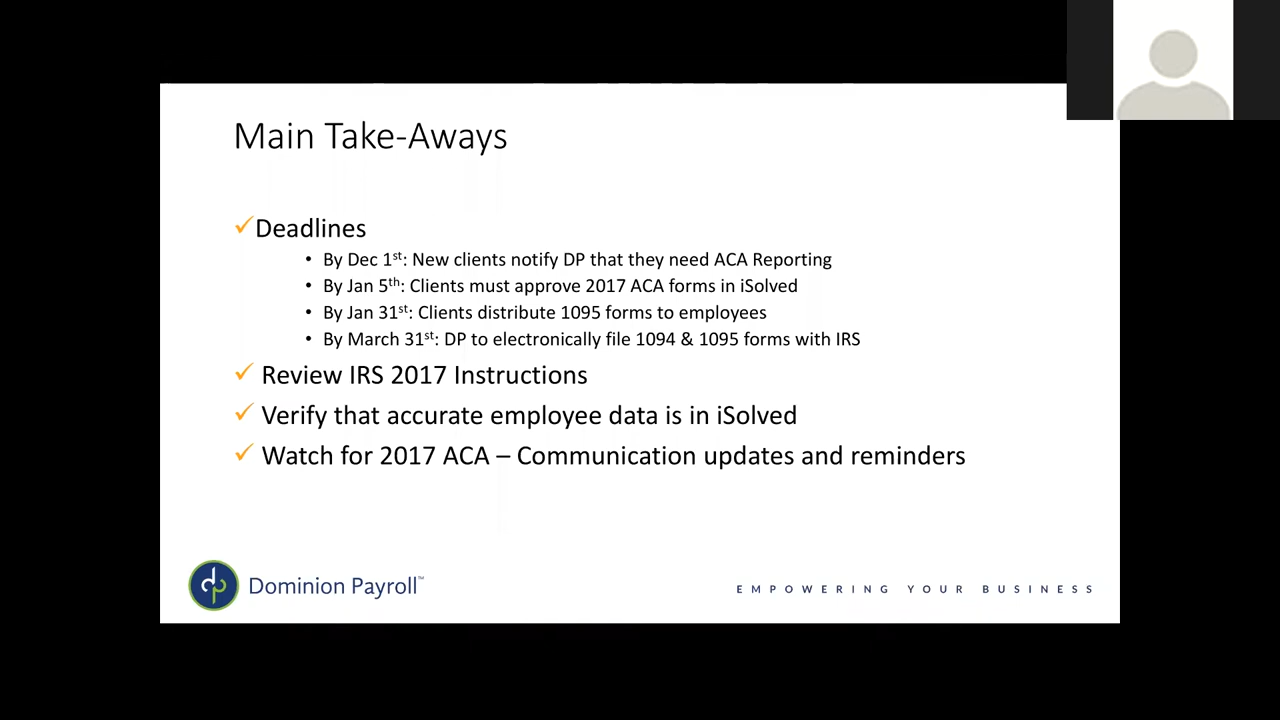 Main Take-Aways
✓Deadlines
• By Dec 1st: New clients notify DP that they need ACA Reporting
• By Jan 5th: Clients must approve 2017 ACA forms in iSolved
• By Jan 31st: Clients distribute 1095 forms to employees
• By March 31st: DP to electronically file 1094 & 1095 forms with IRS
✓ Review IRS 2017 Instructions
✓ Verify that accurate employee data is in iSolved
✓ Watch for 2017 ACA – Communication updates and reminders
dp Dominion Payroll™
EMPOWERING YOUR BUSINESS